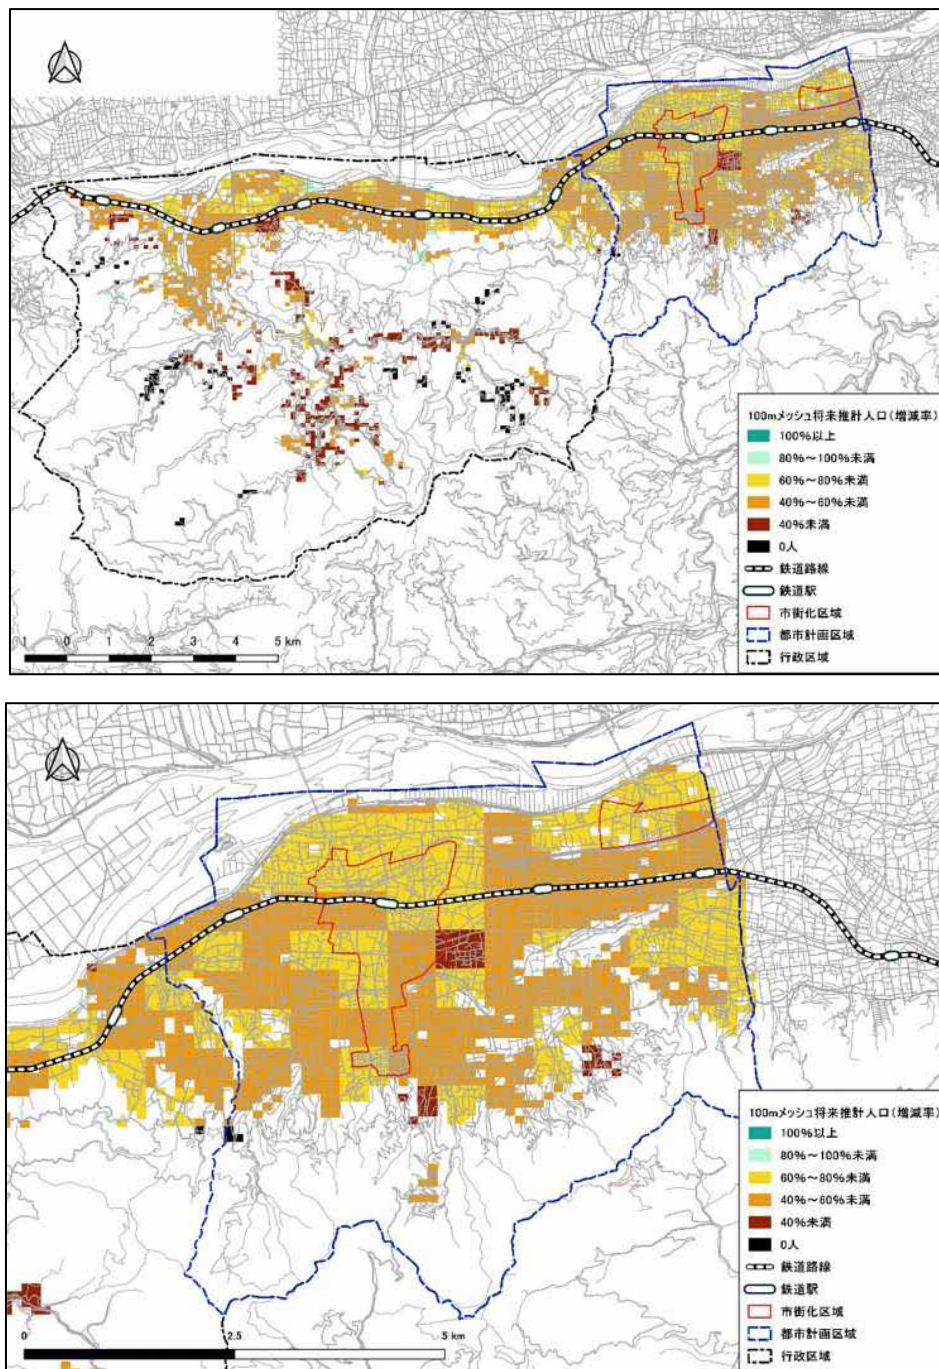 100mメッシュ将来推計人口(増減率)
100%以上
80%～100%未満
60%～80%未満
40%～60%未満
40%未満
0人
鉄道路線
鉄道駅
市街化区域
都市計画区域
行政区域
1 0 1 2 3 4 5 km
100mメッシュ将来推計人口(増減率)
100%以上
80%～100%未満
60%～80%未満
40%～60%未満
40%未満
0人
鉄道路線
鉄道駅
市街化区域
都市計画区域
行政区域
0 2.5 5 km